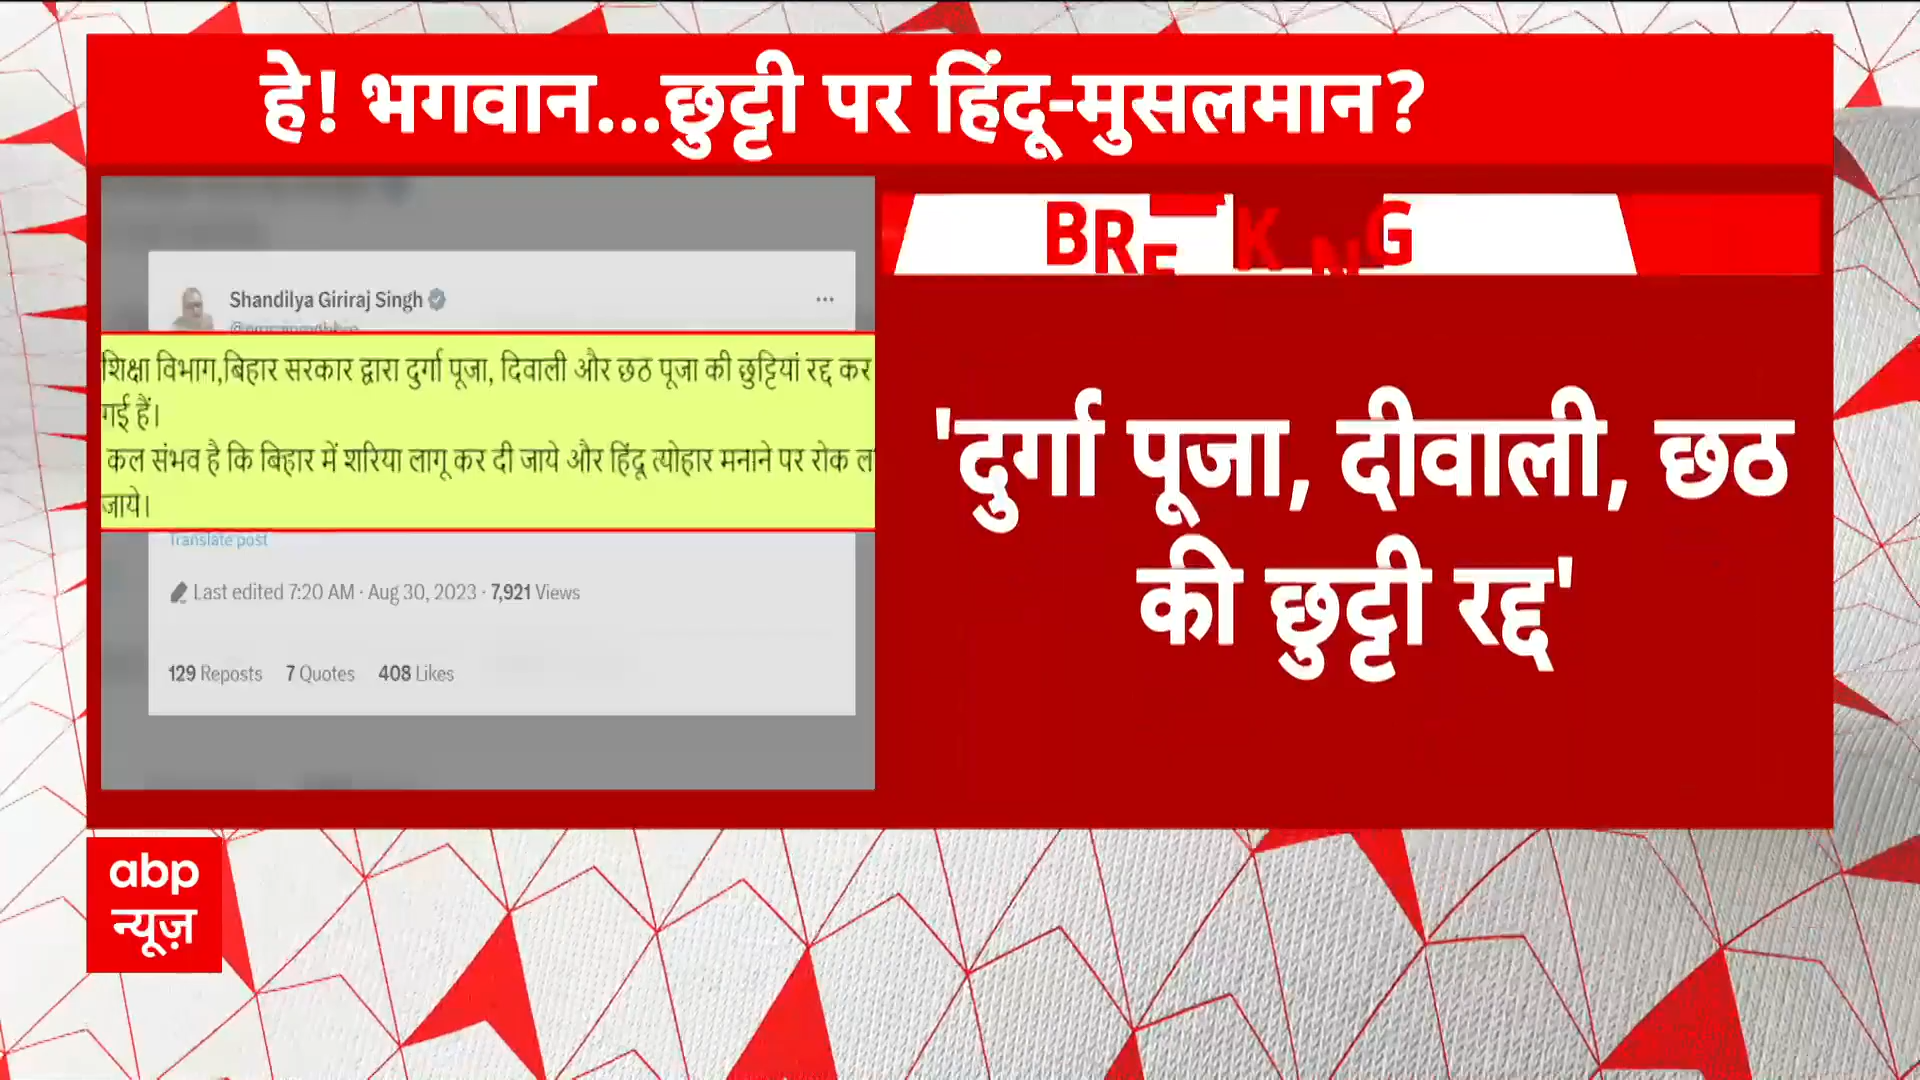 हे! भगवान...छुट्टी पर हिंदू-मुसलमान?
BREKNG
Shandilya Giriraj Singh
शिक्षा विभाग,बिहार सरकार द्वारा दुर्गा पूजा, दिवाली और छठ पूजा की छुट्टियां रद्द कर
गई हैं।
कल संभव है कि बिहार में शरिया लागू कर दी जाये और हिंदू त्योहार मनाने पर रोक
जाये।
Translate post
Last edited 7:20 AM · Aug 30, 2023 · 7,921 Views
129 Reposts 7 Quotes 408 Likes
'दुर्गा पूजा, दीवाली, छठ
की छुट्टी रद्द'
abp
न्यूज़